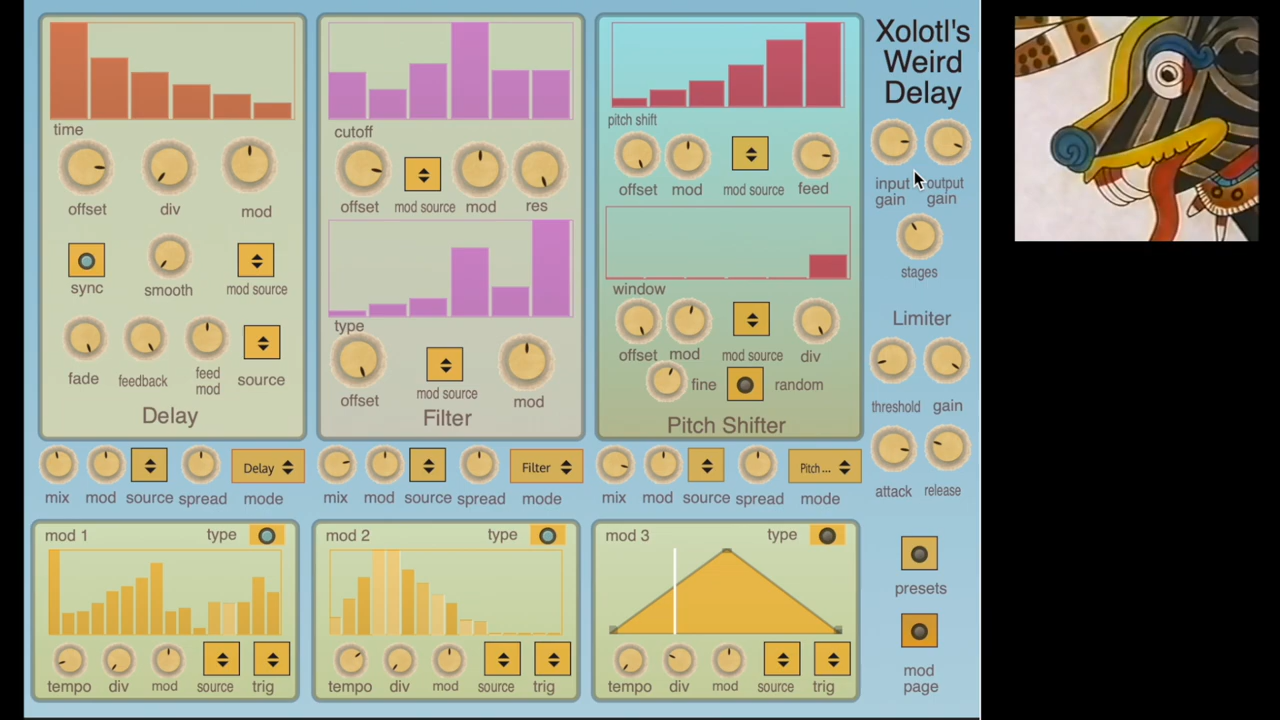 Xolotl's
Weird
Delay
time
offset div mod
sync smooth mod source
fade feedback feed mod source
Delay
cutoff
offset mod source mod res
type
offset mod source mod
Filter
pitch shift
offset mod mod source feed
window
offset mod mod source div
fine random
Pitch Shifter
input gain output gain
stages
Limiter
threshold gain
attack release
Delay
mix mod source spread mode
Filter
mix mod source spread mode
Pitch ...
mix mod source spread mode
mod 1 type
tempo div mod source trig
mod 2 type
tempo div mod source trig
mod 3 type
tempo div mod source trig
presets
mod
page